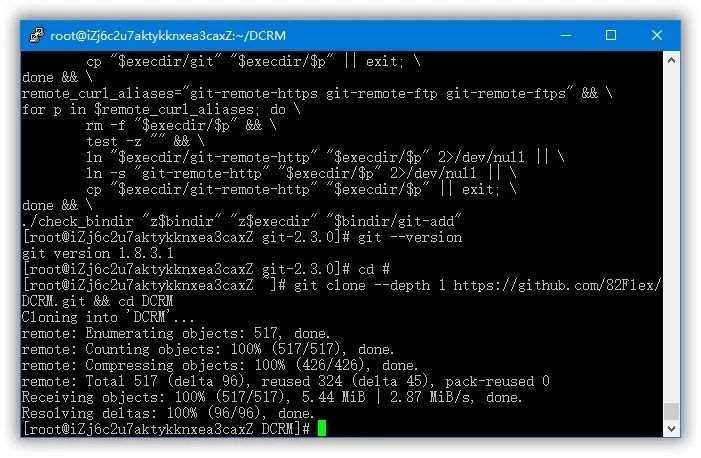 root@iZj6c2u7aktykknxea3caxZ:~/DCRM
cp "$execdir/git" "$execdir/$p" || exit; \
done && \
remote_curl_aliases="git-remote-https git-remote-ftp git-remote-ftps" && \
for p in $remote_curl_aliases; do \
rm -f "$execdir/$p" && \
test -z "" && \
ln "$execdir/git-remote-http" "$execdir/$p" 2>/dev/null || \
ln -s "git-remote-http" "$execdir/$p" 2>/dev/null || \
cp "$execdir/git-remote-http" "$execdir/$p" || exit; \
done && \
./check_bindir "z$bindir" "z$execdir" "$bindir/git-add"
[root@iZj6c2u7aktykknxea3caxZ git-2.3.0]# git --version
git version 1.8.3.1
[root@iZj6c2u7aktykknxea3caxZ git-2.3.0]# cd #
[root@iZj6c2u7aktykknxea3caxZ ~]# git clone --depth 1 https://github.com/82Flex/
DCRM.git && cd DCRM
Cloning into 'DCRM'...
remote: Enumerating objects: 517, done.
remote: Counting objects: 100% (517/517), done.
remote: Compressing objects: 100% (426/426), done.
remote: Total 517 (delta 96), reused 324 (delta 45), pack-reused 0
Receiving objects: 100% (517/517), 5.44 MiB | 2.87 MiB/s, done.
Resolving deltas: 100% (96/96), done.
[root@iZj6c2u7aktykknxea3caxZ DCRM]#